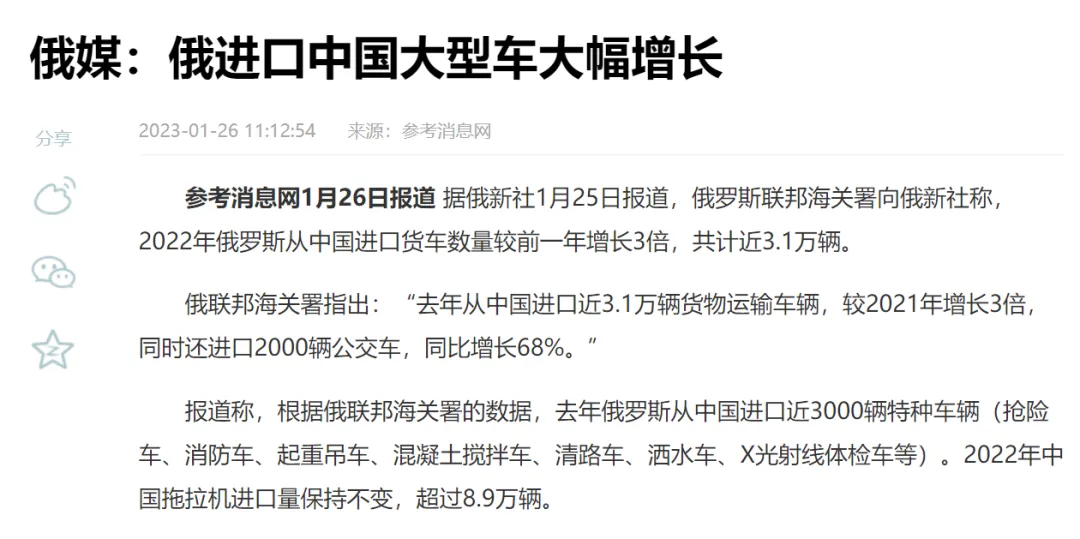 俄媒：俄进口中国大型车大幅增长
分享
2023-01-26 11:12:54 来源：参考消息网
参考消息网1月26日报道 据俄新社1月25日报道，俄罗斯联邦海关署向俄新社称，
2022年俄罗斯从中国进口货车数量较前一年增长3倍，共计近3.1万辆。
俄联邦海关署指出：“去年从中国进口近3.1万辆货物运输车辆，较2021年增长3倍，
同时还进口2000辆公交车，同比增长68%。”
报道称，根据俄联邦海关署的数据，去年俄罗斯从中国进口近3000辆特种车辆（抢险
车、消防车、起重吊车、混凝土搅拌车、清路车、洒水车、X光射线体检车等）。2022年中
国拖拉机进口量保持不变，超过8.9万辆。